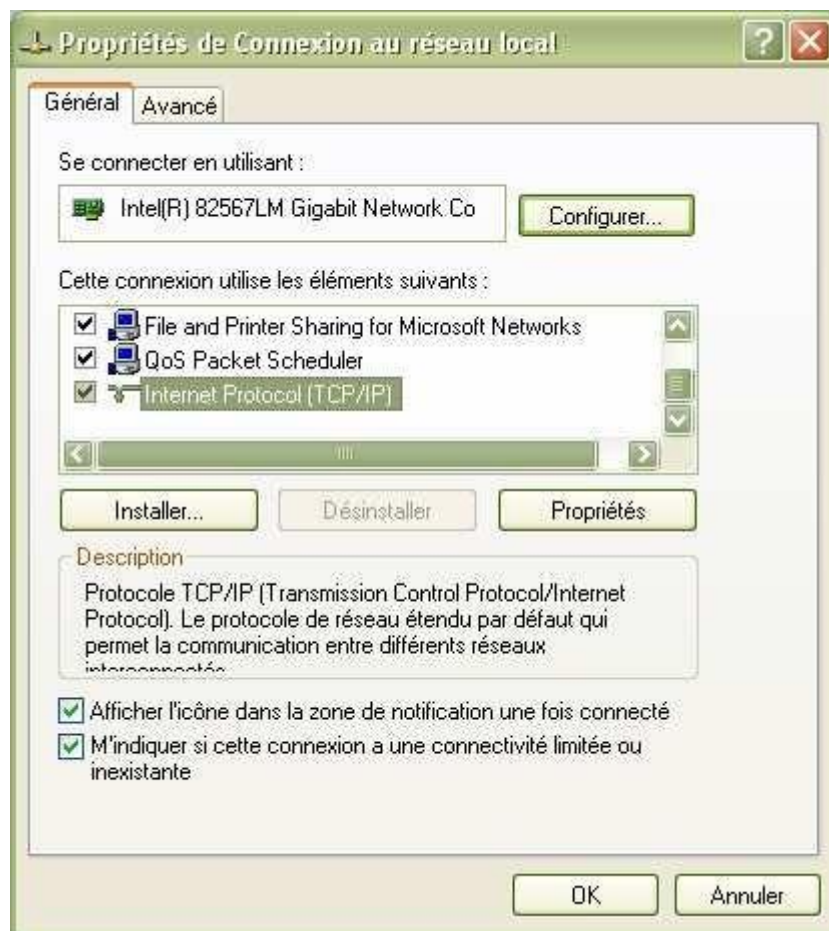 Propriétés de Connexion au réseau local
Général
Avancé
Se connecter en utilisant :
Intel(R) 82567LM Gigabit Network Co
Configurer...
Cette connexion utilise les éléments suivants :
File and Printer Sharing for Microsoft Networks
QoS Packet Scheduler
Internet Protocol (TCP/IP)
Installer...
Désinstaller
Propriétés
Description
Protocole TCP/IP (Transmission Control Protocol/Internet
Protocol). Le protocole de réseau étendu par défaut qui
permet la communication entre différents réseaux
interconnectés.
Afficher l'icône dans la zone de notification une fois connecté
M'indiquer si cette connexion a une connectivité limitée ou
inexistante
OK
Annuler